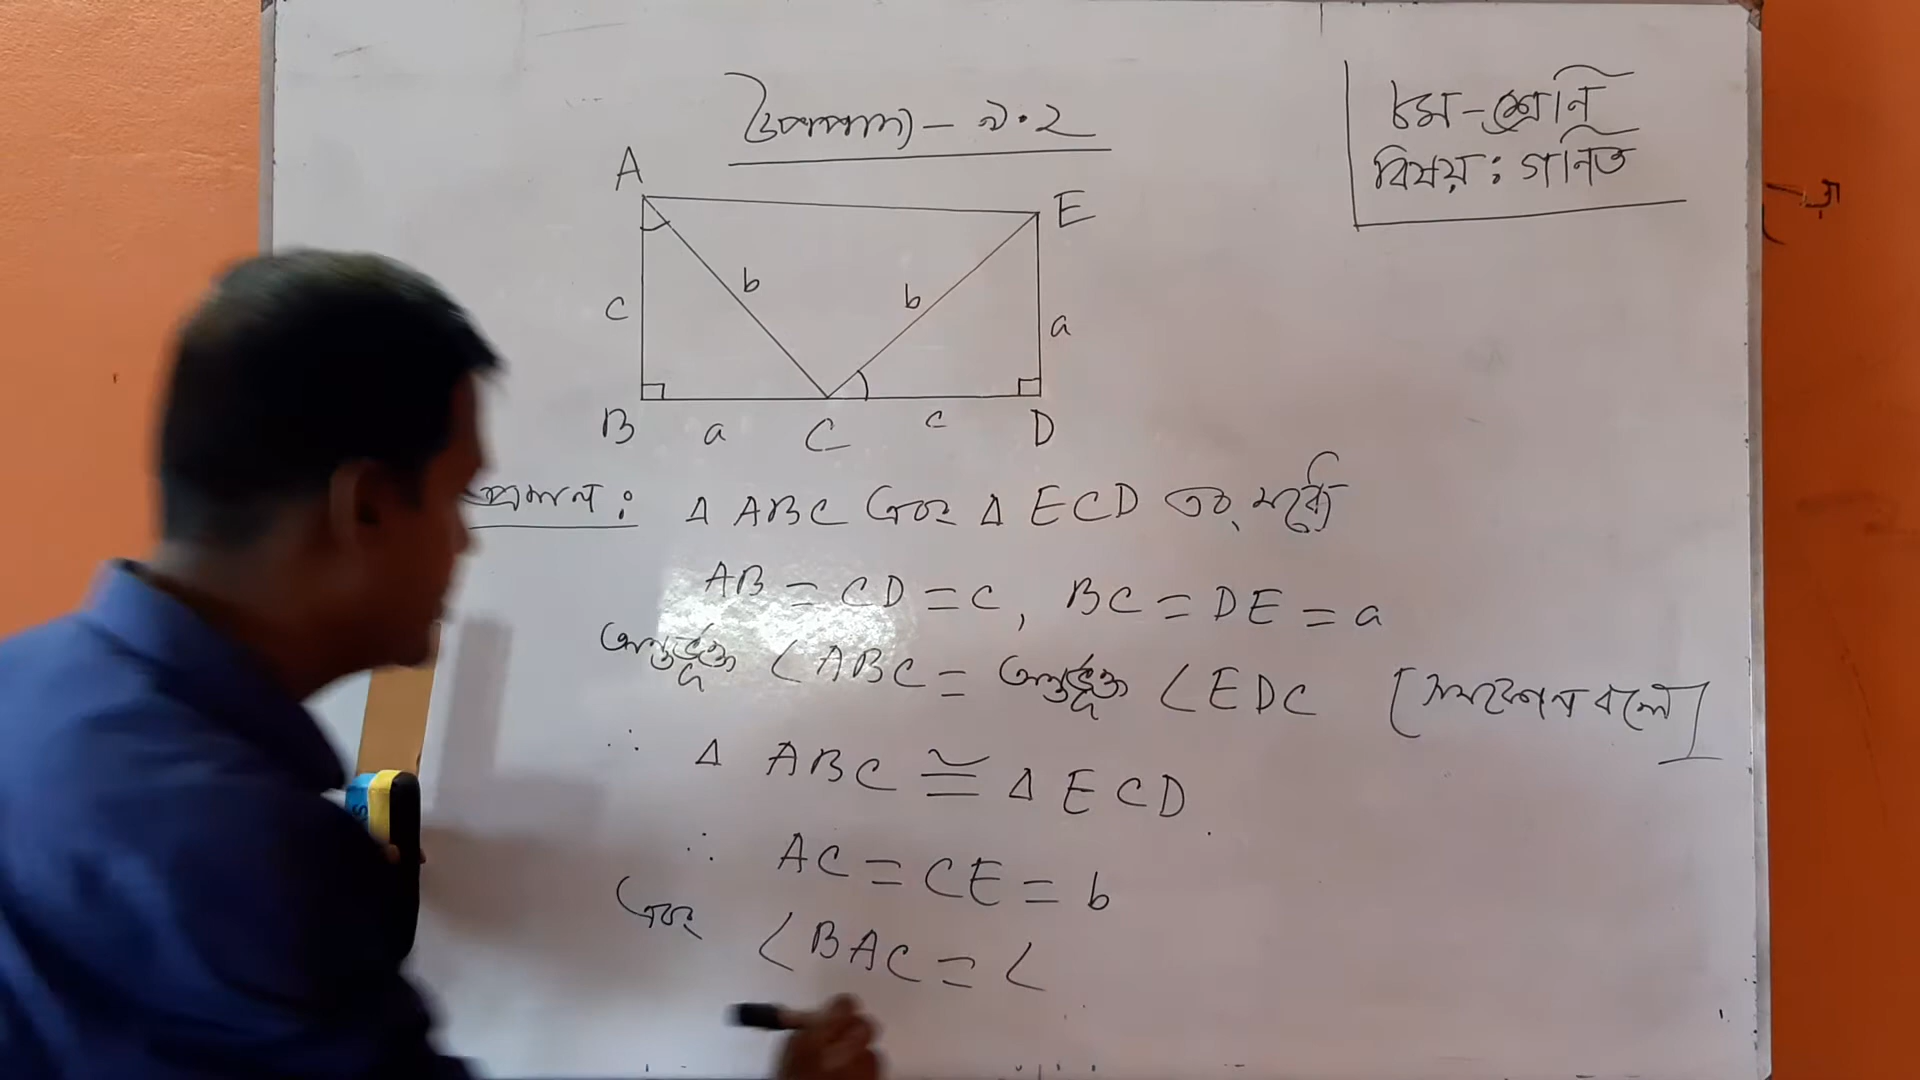 উপপাদ্য - ৯.২
৮ম-শ্রেনি
বিষয়: গনিত
A
E
b
b
c
a
B
a
C
c
D
প্রমাণ: Δ ABC এবং Δ ECD এর মধ্যে
AB = CD = c, BC = DE = a
অন্তর্ভূক্ত ∠ABC = অন্তর্ভূক্ত ∠EDC [সমকোণ বলে]
∴ Δ ABC ≅ Δ ECD
∴ AC = CE = b
এবং ∠BAC = ∠